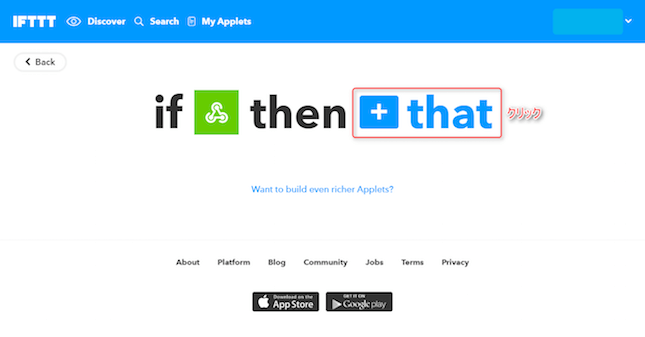 IFTTT Discover Search My Applets
Back
if then + that クリック
Want to build even richer Applets?
About Platform Blog Community Jobs Terms Privacy
Download on the App Store
GET IT ON Google play